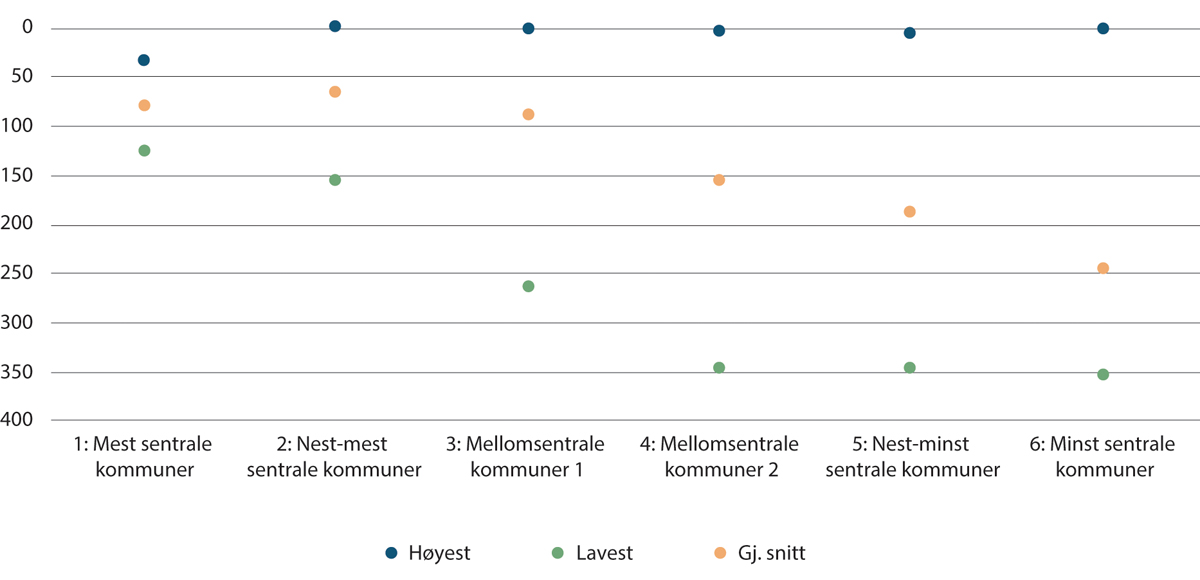 0
50
100
150
200
250
300
350
400
1: Mest sentrale
kommuner
2: Nest-mest
sentrale kommuner
3: Mellomsentrale
kommuner 1
4: Mellomsentrale
kommuner 2
5: Nest-minst
sentrale kommuner
6: Minst sentrale
kommuner
Høyest
Lavest
Gj. snitt